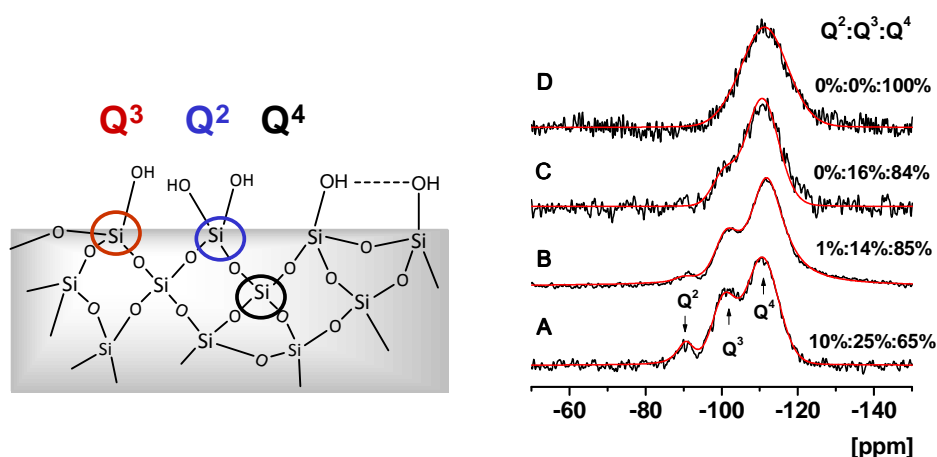 Q³ Q² Q⁴
OH
HO OH
OH OH
Si Si Si Si
O O O O
O O O
Si Si Si Si
O O O O O
Si Si O Si
Q²:Q³:Q⁴
D
0%:0%:100%
C
0%:16%:84%
B
1%:14%:85%
Q²
Q³
Q⁴
A
10%:25%:65%
-60 -80 -100 -120 -140
[ppm]